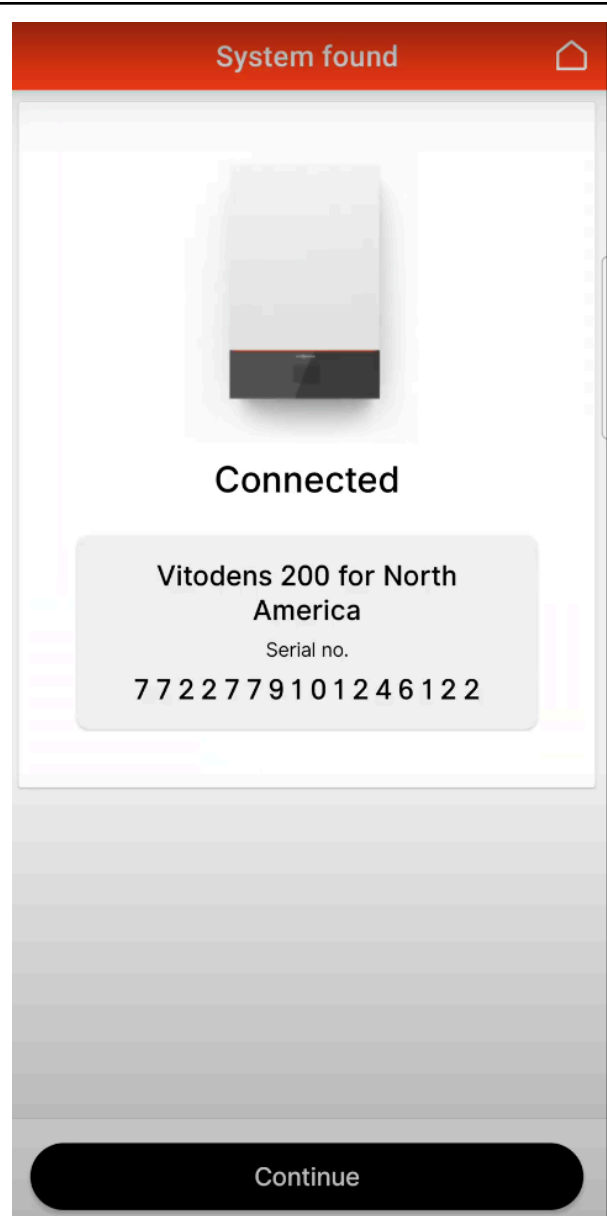 System found
Connected
Vitodens 200 for North
America
Serial no.
7722779101246122
Continue